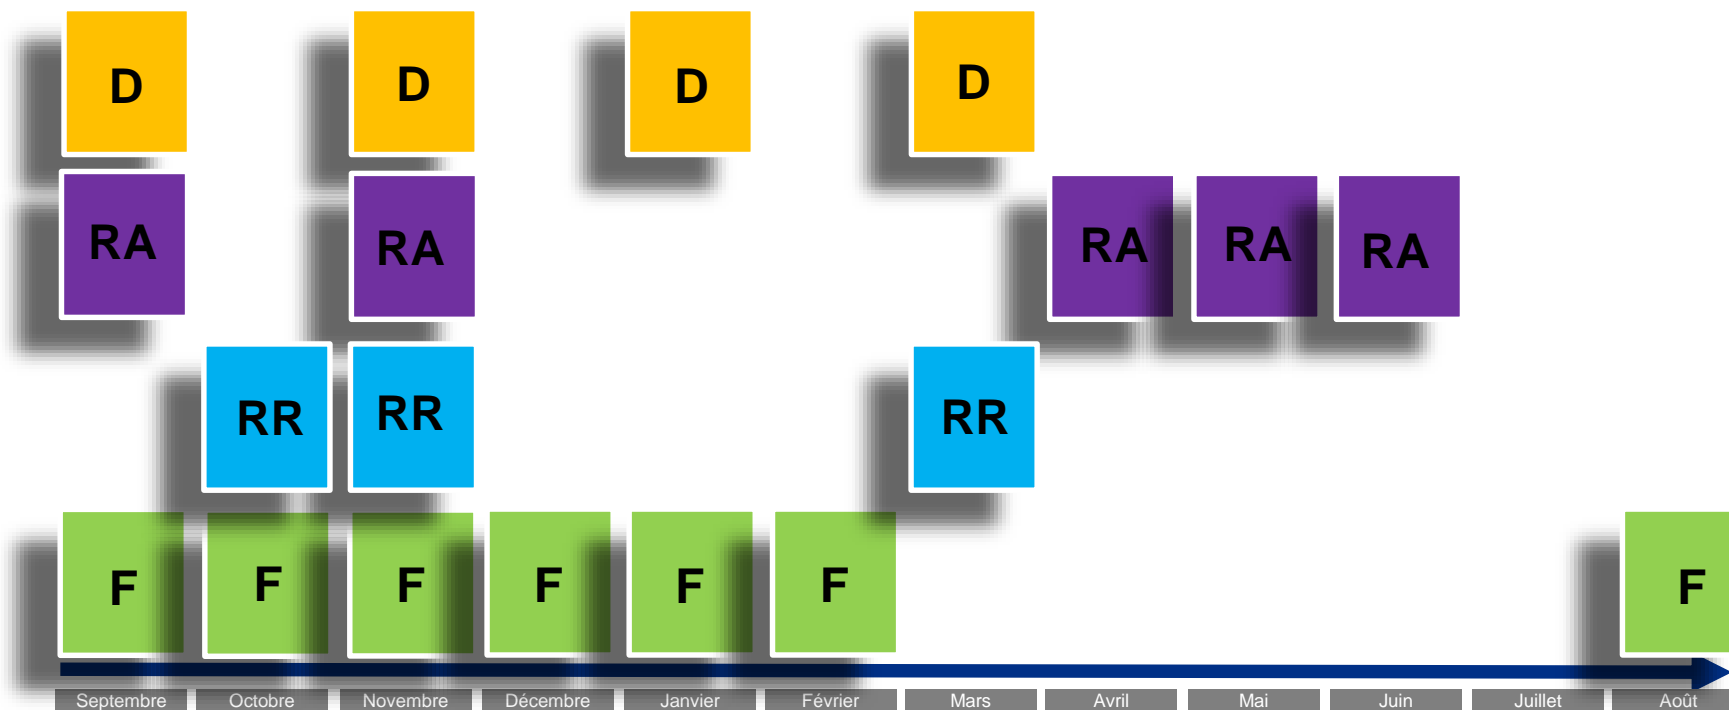 D D D D
RA RA RA RA RA
RR RR RR
F F F F F F F
Septembre Octobre Novembre Décembre Janvier Février Mars Avril Mai Juin Juillet Août